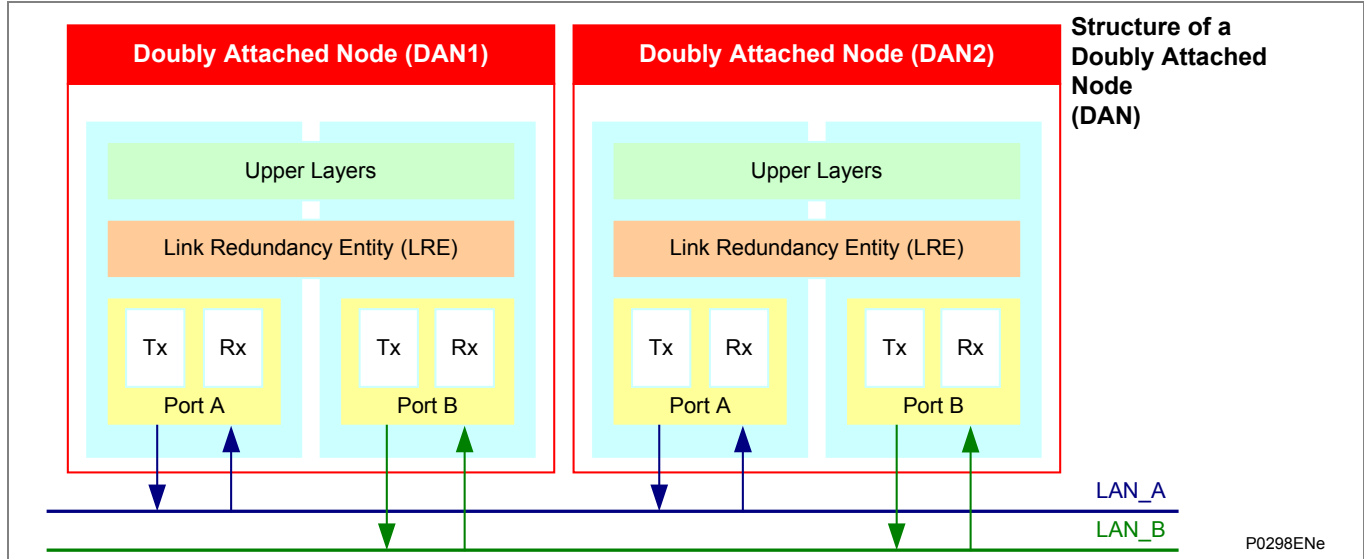 Doubly Attached Node (DAN1)
Doubly Attached Node (DAN2)
Structure of a
Doubly Attached
Node
(DAN)
Upper Layers
Upper Layers
Link Redundancy Entity (LRE)
Link Redundancy Entity (LRE)
Tx Rx Tx Rx Tx Rx Tx Rx
Port A Port B Port A Port B
LAN_A
LAN_B
P0298ENe